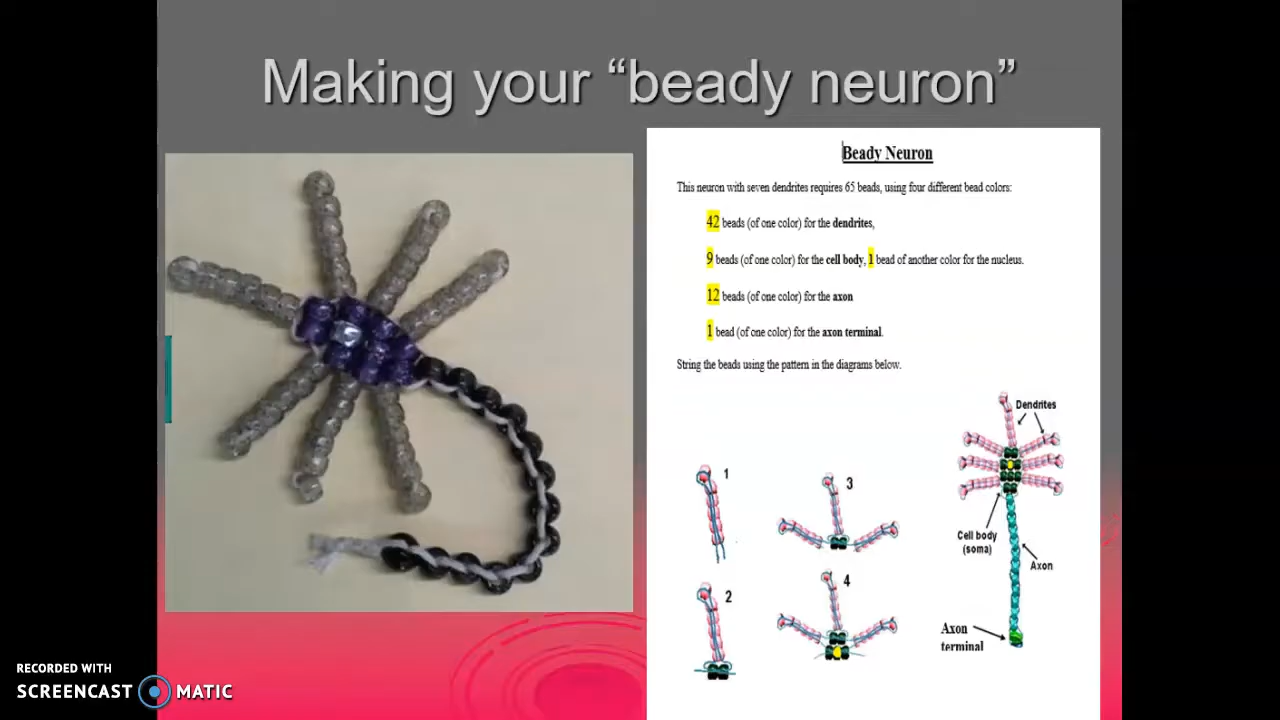 Making your “beady neuron”
Beady Neuron
This neuron with seven dendrites requires 65 beads, using four different bead colors:
42 beads (of one color) for the dendrites,
9 beads (of one color) for the cell body, 1 bead of another color for the nucleus.
12 beads (of one color) for the axon
1 bead (of one color) for the axon terminal.
String the beads using the pattern in the diagrams below.
Dendrites
1
3
Cell body
(soma)
Axon
4
2
Axon
terminal
RECORDED WITH
SCREENCAST MATIC